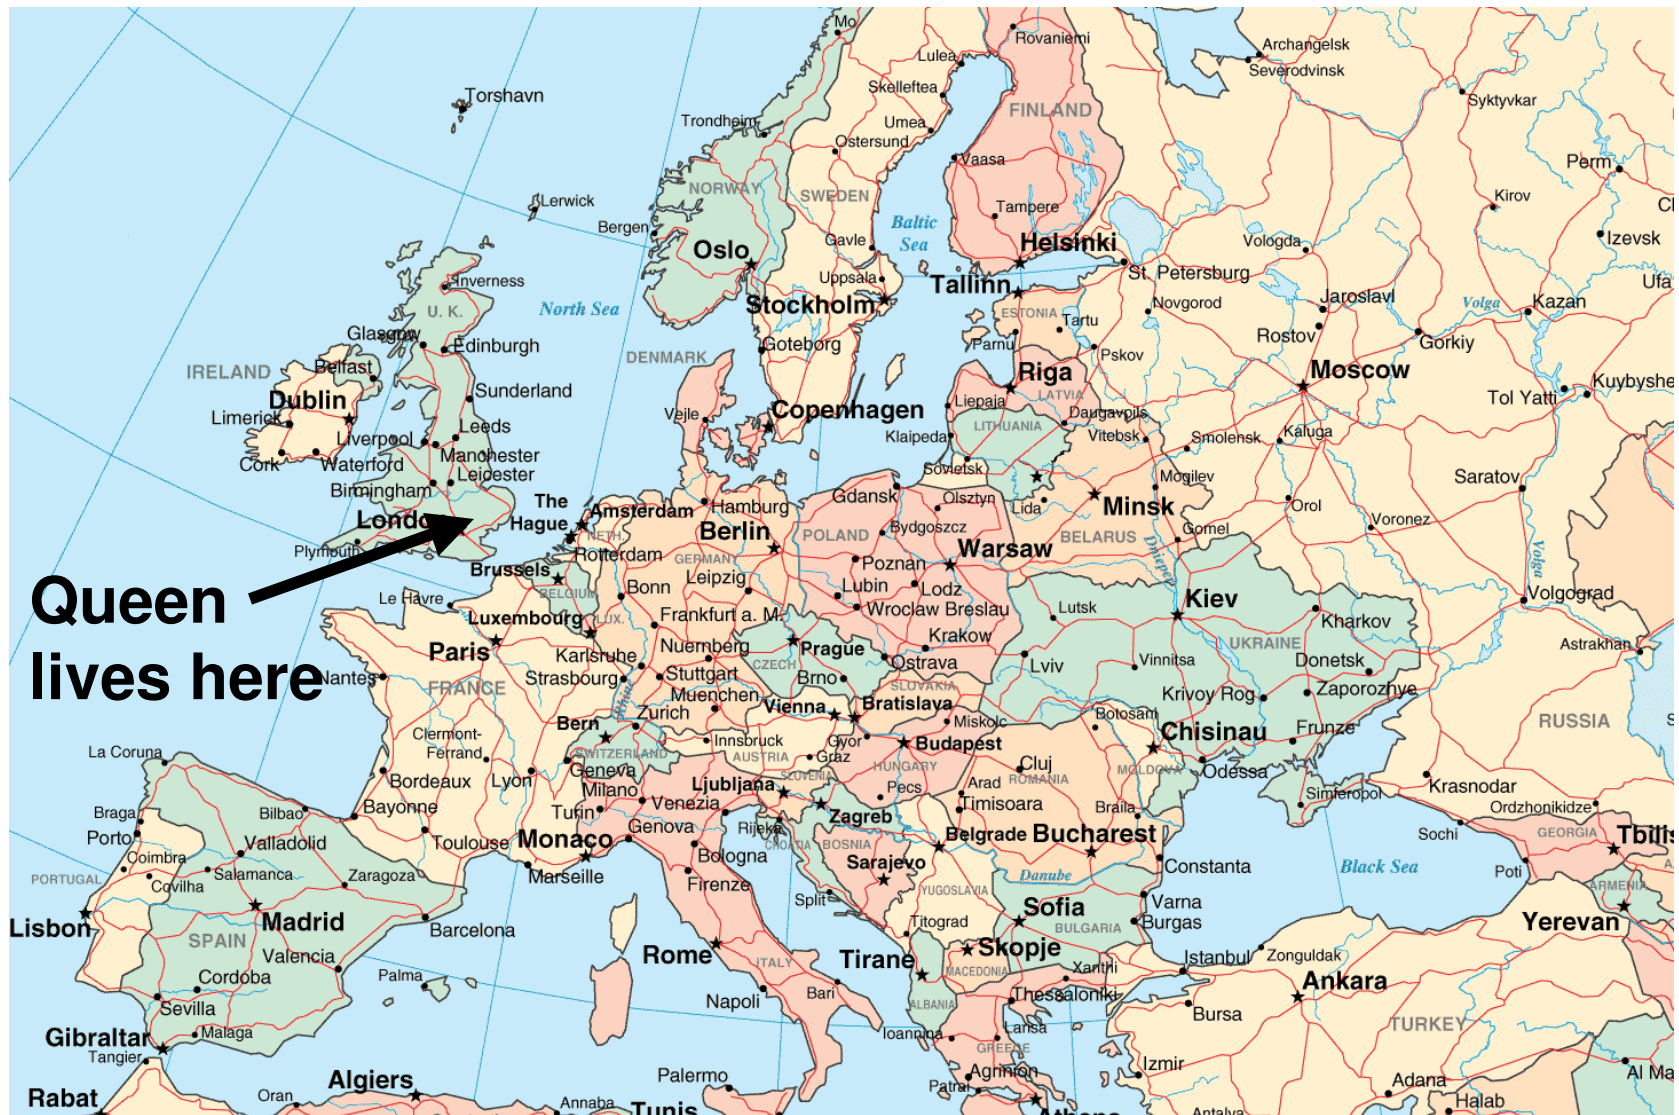 Mo
Rovaniemi
Archangelsk
Lulea
Severodvinsk
Torshavn
Skelleftea
FINLAND
Syktyvkar
Trondheim
Umea
Ostersund
Vaasa
Perm
NORWAY
SWEDEN
Lerwick
Tampere
Kirov
Bergen
Baltic
Sea
Gavle
Helsinki
Vologda
Izevsk
Oslo
Uppsala
Tallinn
St. Petersburg
Ufa
Inverness
North Sea
Stockholm
Novgorod
Jaroslavl
Volga
Kazan
U. K.
ESTONIA
Tartu
Rostov
Glasgow
Edinburgh
Goteborg
Parnu
Pskov
Gorkiy
DENMARK
IRELAND
Belfast
Riga
Moscow
Kuybyshe
Dublin
Sunderland
Liepaja
LATVIA
Tol Yatti
Limerick
Vejle
Copenhagen
Daugavpils
Leeds
Klaipeda
LITHUANIA
Vitebsk
Smolensk
Kaluga
Liverpool
Manchester
Cork
Waterford
Leicester
Sovietsk
Mogilev
Saratov
Birmingham
The
Hague
Amsterdam
Hamburg
Gdansk
Olsztyn
Lida
Minsk
Orol
Voronez
Londo
Berlin
Bydgoszcz
POLAND
Gomel
BELARUS
Plymouth
NETH.
Rotterdam
GERMANY
Warsaw
Dnieper
Volga
Brussels
Leipzig
Poznan
BELGIUM
Bonn
Lubin
Lodz
Queen
lives here
Le Havre
Luxembourg
LUX.
Frankfurt a. M.
Wroclaw Breslau
Lutsk
Kiev
Kharkov
Volgograd
Paris
Nuernberg
Prague
Krakow
UKRAINE
Astrakhan
Karlsruhe
CZECH
Ostrava
Lviv
Vinnitsa
Donetsk
Nantes
FRANCE
Strasbourg
Stuttgart
Brno
SLOVAKIA
Krivoy Rog
Zaporozhye
Muenchen
Rhine
Vienna
Bratislava
Zurich
Miskolc
Botosani
Frunze
RUSSIA
Bern
Clermont-
Ferrand
Innsbruck
Gyor
Budapest
Chisinau
La Coruna
SWITZERLAND
AUSTRIA
Graz
HUNGARY
Cluj
ROMANIA
MOLDOVA
Odessa
Geneva
Bordeaux
Lyon
Milano
Ljubljana
SLOVENIA
Pecs
Arad
Krasnodar
Simferopol
Braga
Bilbao
Bayonne
Turin
Venezia
Zagreb
Timisoara
Braila
Ordzhonikidze
Porto
Valladolid
Toulouse
Monaco
Genova
Rijeka
CROATIA
BOSNIA
Belgrade
Bucharest
Sochi
GEORGIA
Tbilis
Coimbra
Salamanca
Zaragoza
Marseille
Bologna
Sarajevo
Danube
Constanta
Black Sea
Poti
PORTUGAL
Covilha
Firenze
YUGOSLAVIA
ARMENIA
Split
Varna
Lisbon
Madrid
Barcelona
Titograd
Sofia
BULGARIA
Burgas
Yerevan
SPAIN
Valencia
Rome
ITALY
Tirane
Skopje
MACEDONIA
Xanthi
Istanbul
Zonguldak
Ankara
Cordoba
Palma
Napoli
Bari
ALBANIA
Thessaloniki
Bursa
Sevilla
Gibraltar
Malaga
Ioannina
Larisa
GREECE
TURKEY
Tangier
Izmir
Al Ma
Rabat
Algiers
Oran
Annaba
Palermo
Tunis
Patrai
Agrinion
Athens
Antalya
Adana
Halab